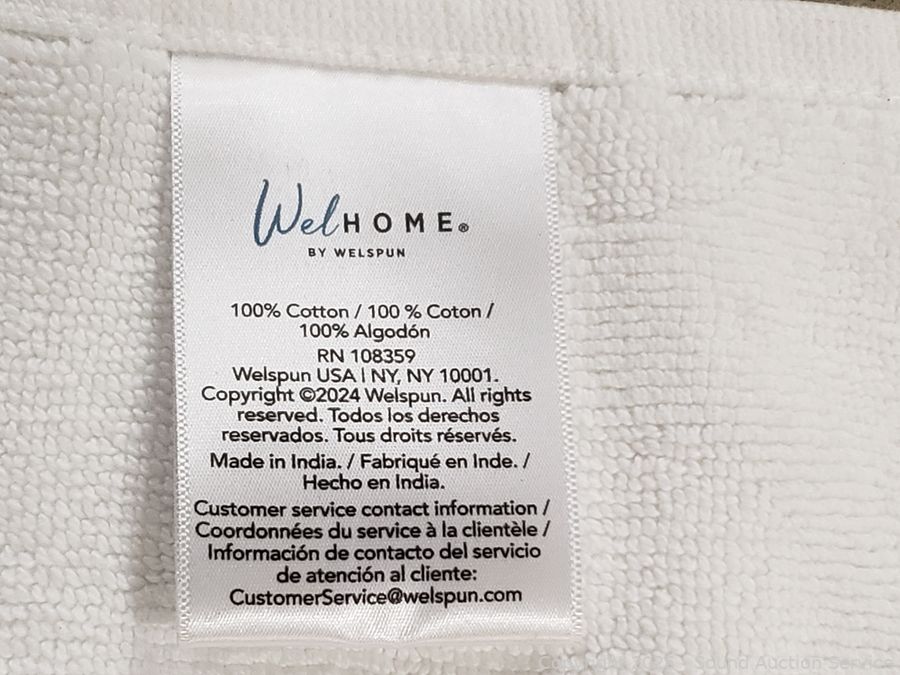 WelHOME®
BY WELSPUN
100% Cotton / 100 % Coton /
100% Algodón
RN 108359
Welspun USA | NY, NY 10001.
Copyright ©2024 Welspun. All rights
reserved. Todos los derechos
reservados. Tous droits réservés.
Made in India. / Fabriqué en Inde. /
Hecho en India.
Customer service contact information /
Coordonnées du service à la clientèle /
Información de contacto del servicio
de atención al cliente:
CustomerService@welspun.com
Sound Auction Service